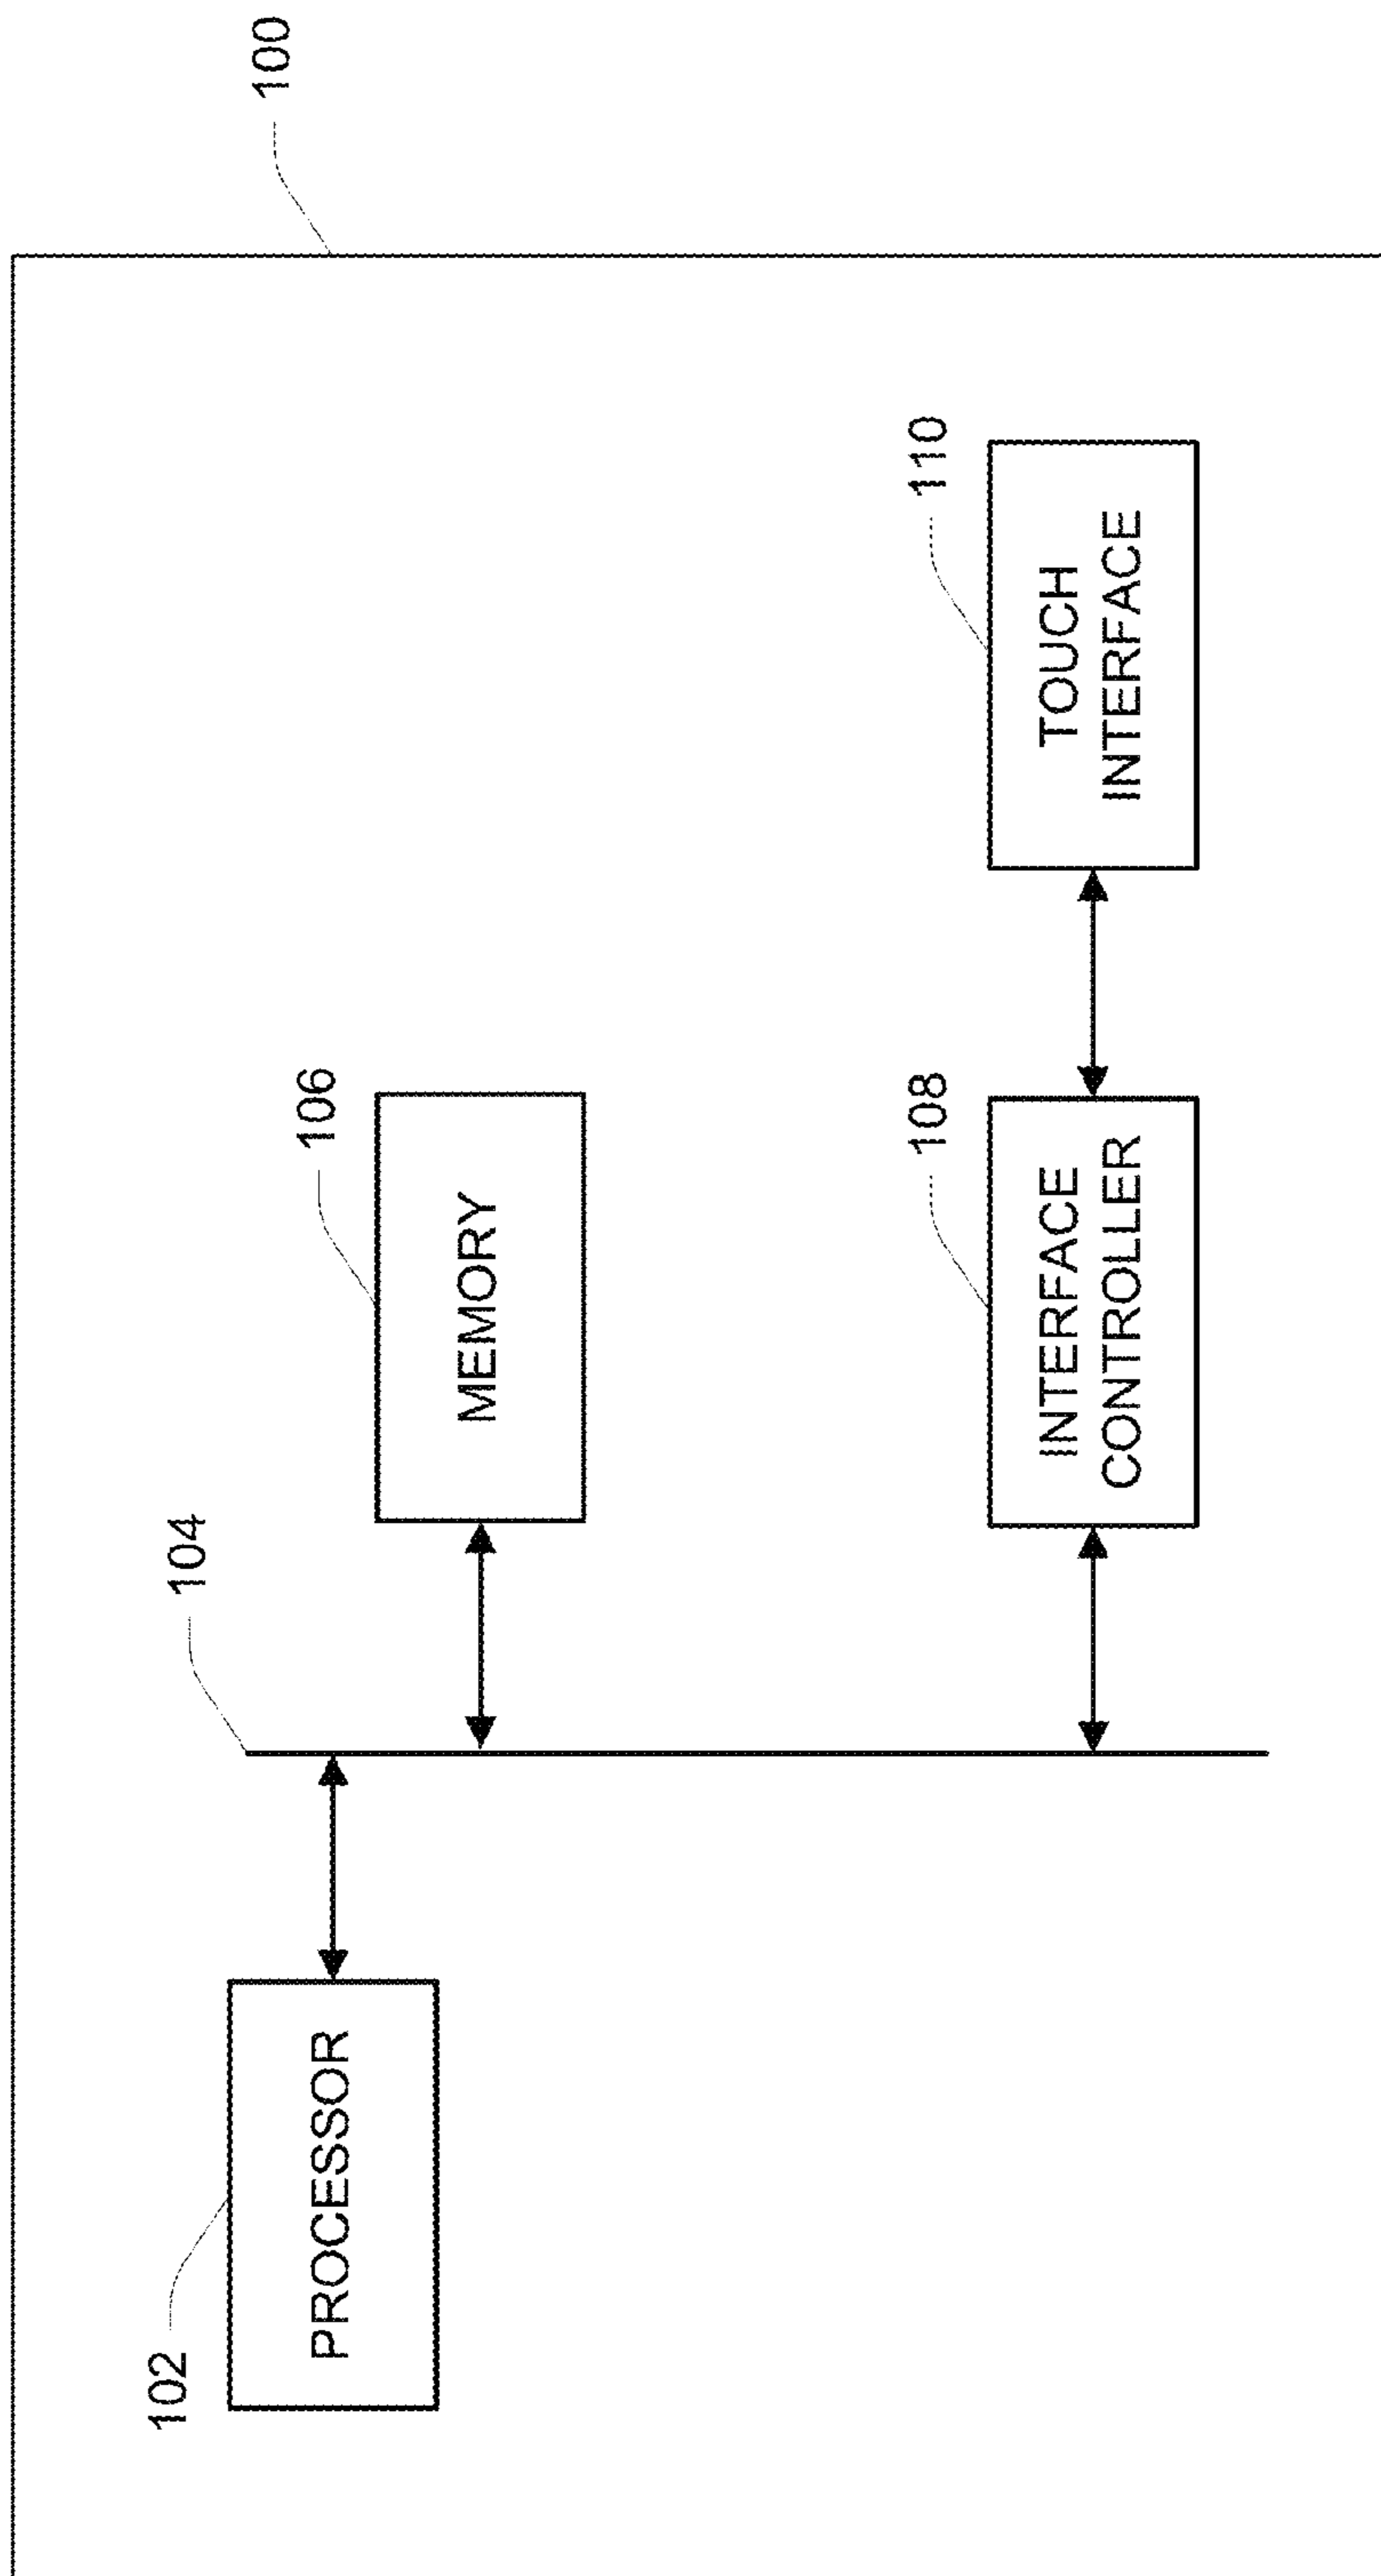 100
104
106
MEMORY
102
PROCESSOR
108
INTERFACE
CONTROLLER
110
TOUCH
INTERFACE